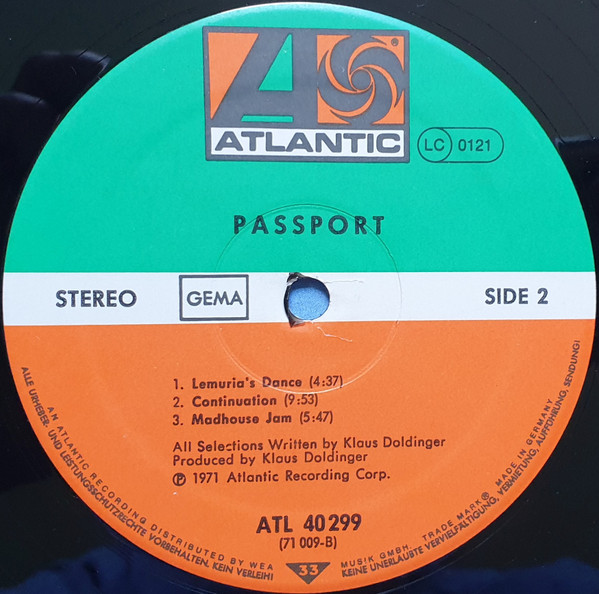 ATLANTIC
®
LC 0121
PASSPORT
STEREO
GEMA
SIDE 2
1. Lemuria's Dance (4:37)
2. Continuation (9:53)
3. Madhouse Jam (5:47)
All Selections Written by Klaus Doldinger
Produced by Klaus Doldinger
℗ 1971 Atlantic Recording Corp.
ATL 40 299
(71 009-B)
33
AN ATLANTIC RECORDING DISTRIBUTED BY WEA MUSIK GMBH. TRADE MARK® MADE IN GERMANY
ALLE URHEBER- UND LEISTUNGSSCHUTZRECHTE VORBEHALTEN. KEIN VERLEIH! KEINE UNERLAUBTE VERVIELFÄLTIGUNG, VERMIETUNG, AUFFÜHRUNG, SENDUNG!